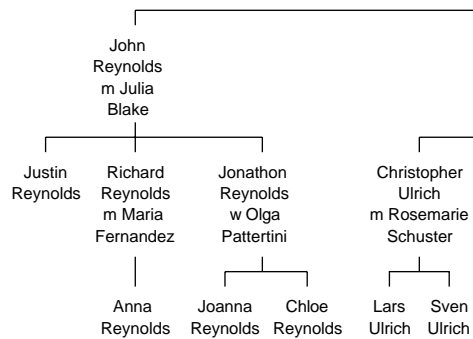 John
Reynolds
m Julia
Blake
Justin
Reynolds
Richard
Reynolds
m Maria
Fernandez
Jonathon
Reynolds
w Olga
Pattertini
Christopher
Ulrich
m Rosemarie
Schuster
Anna
Reynolds
Joanna
Reynolds
Chloe
Reynolds
Lars
Ulrich
Sven
Ulrich